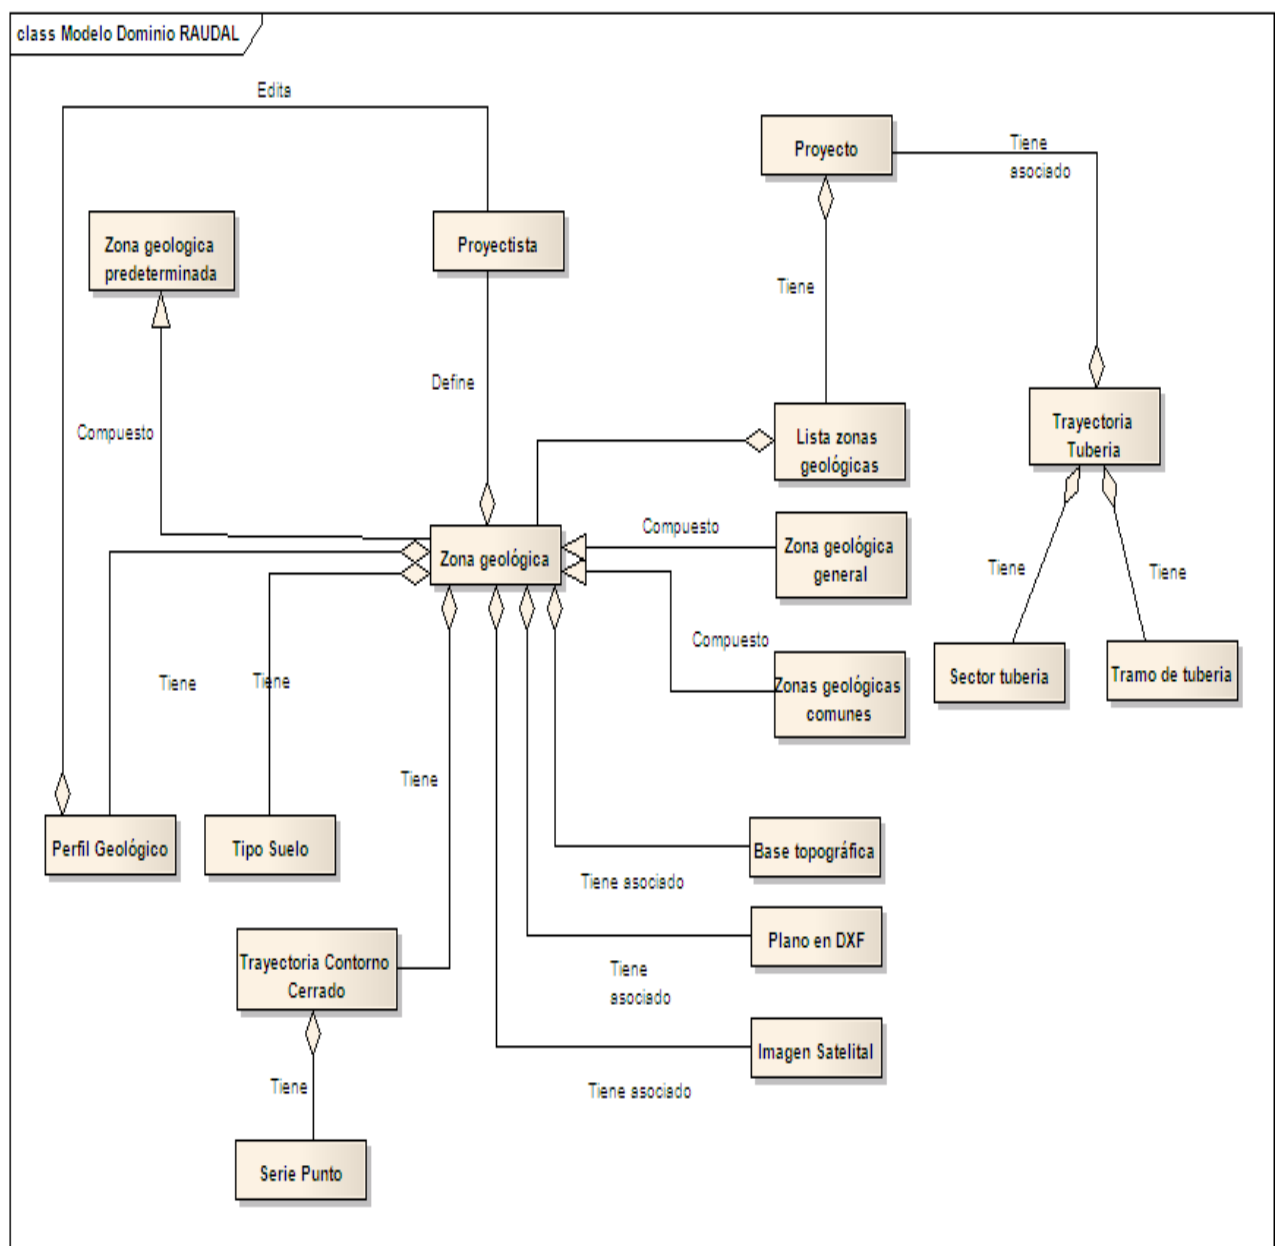 class Modelo Dominio RAUDAL
Edita
Proyecto
Tiene
asociado
Zona geologica
predeterminada
Proyectista
Tiene
Define
Compuesto
Lista zonas
geológicas
Trayectoria
Tuberia
Zona geológica
Compuesto
Zona geológica
general
Tiene
Tiene
Compuesto
Zonas geológicas
comunes
Sector tuberia
Tramo de tuberia
Tiene
Tiene
Tiene
Perfil Geológico
Tipo Suelo
Base topográfica
Tiene asociado
Plano en DXF
Trayectoria Contorno
Cerrado
Tiene
asociado
Imagen Satelital
Tiene
Tiene asociado
Serie Punto